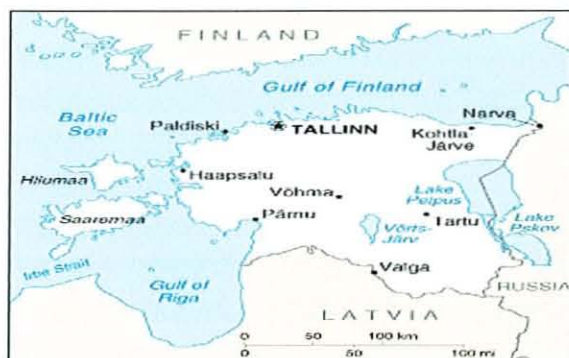 FINLAND
Gulf of Finland
Baltic
Sea
Paldiski
TALLINN
Narva
Kohtla
Järve
Hiiumaa
Haapsalu
Saaremaa
Võhma
Pärnu
Lake
Peipus
Võrts-
Järv
Tartu
Lake
Pskov
Irbe Strait
Gulf of
Riga
Valga
RUSSIA
LATVIA
0 50 100 km
0 50 100 mi